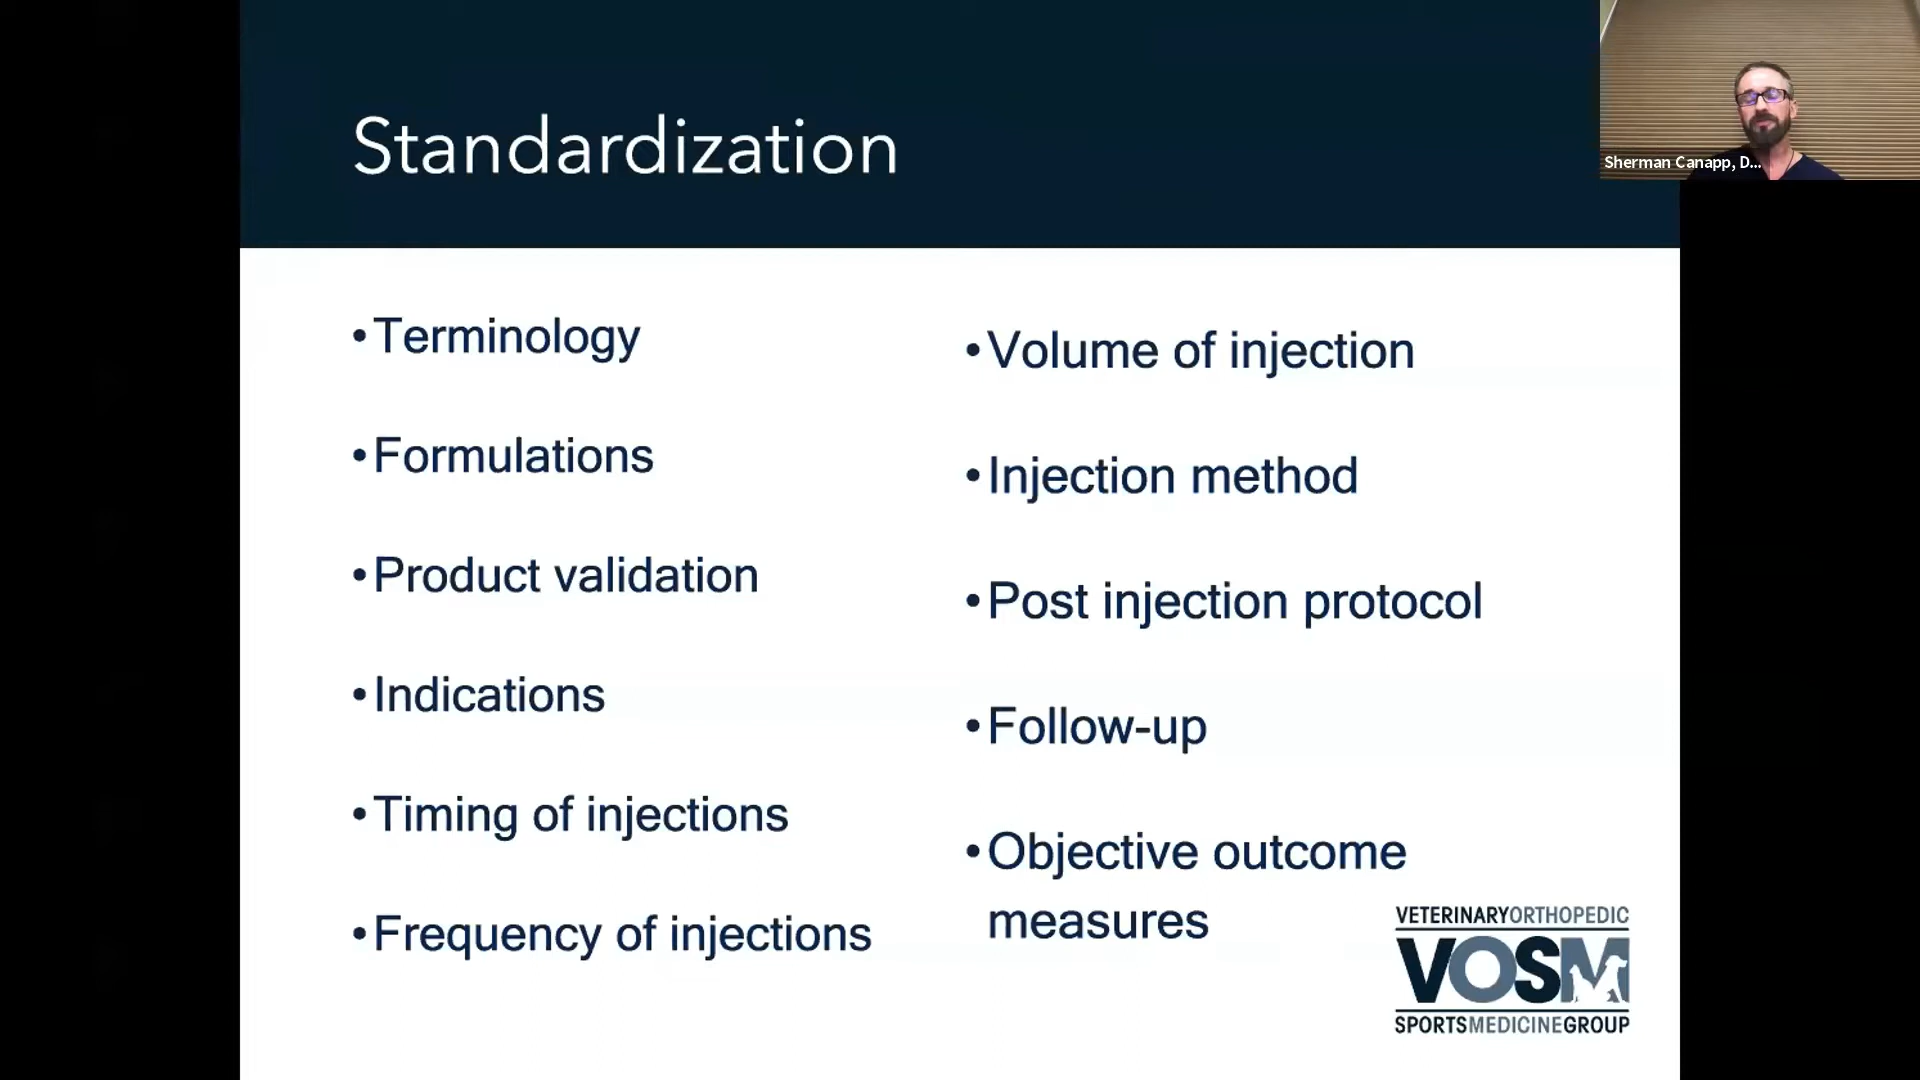 Standardization
Sherman Canapp, D...
•Terminology
•Formulations
•Product validation
•Indications
•Timing of injections
•Frequency of injections
•Volume of injection
•Injection method
•Post injection protocol
•Follow-up
•Objective outcome
measures
VETERINARYORTHOPEDIC
VOSM
SPORTSMEDICINEGROUP